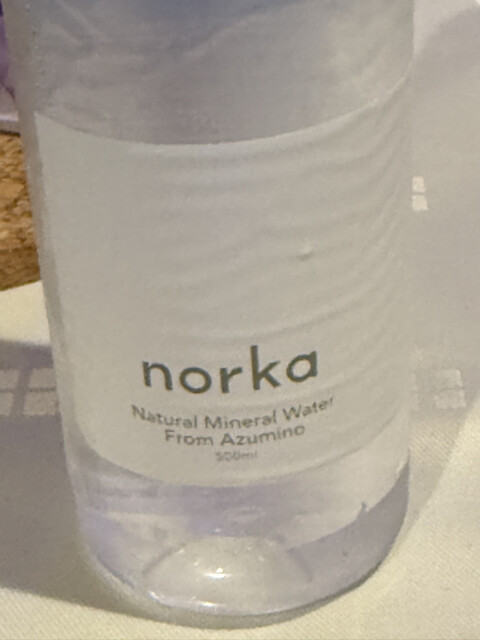 norka
Natural Mineral Water
From Azumino
500ml